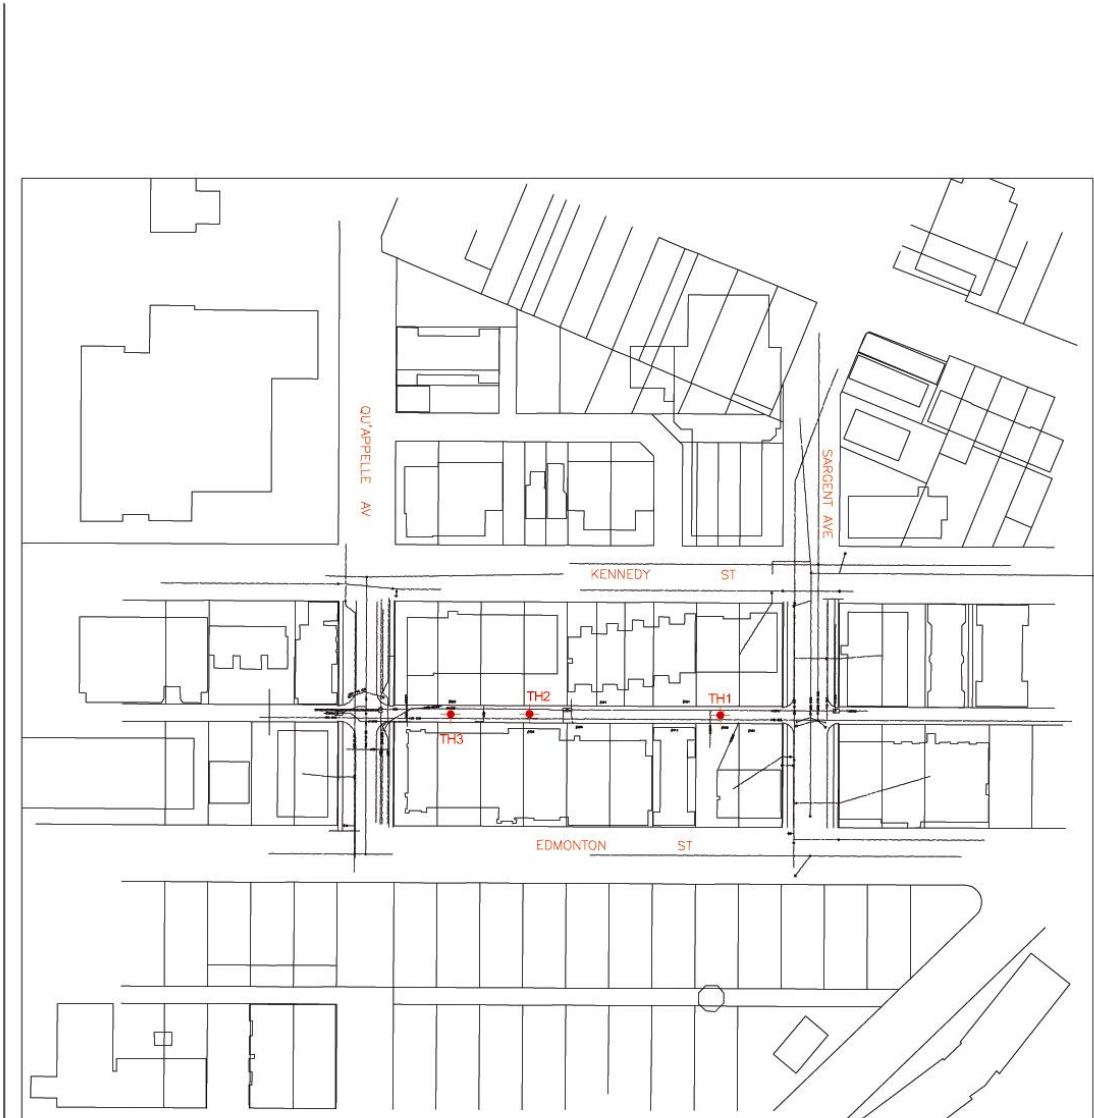 QU'APPELLE AV
SARGENT AVE
KENNEDY ST
TH2
TH1
TH3
EDMONTON ST